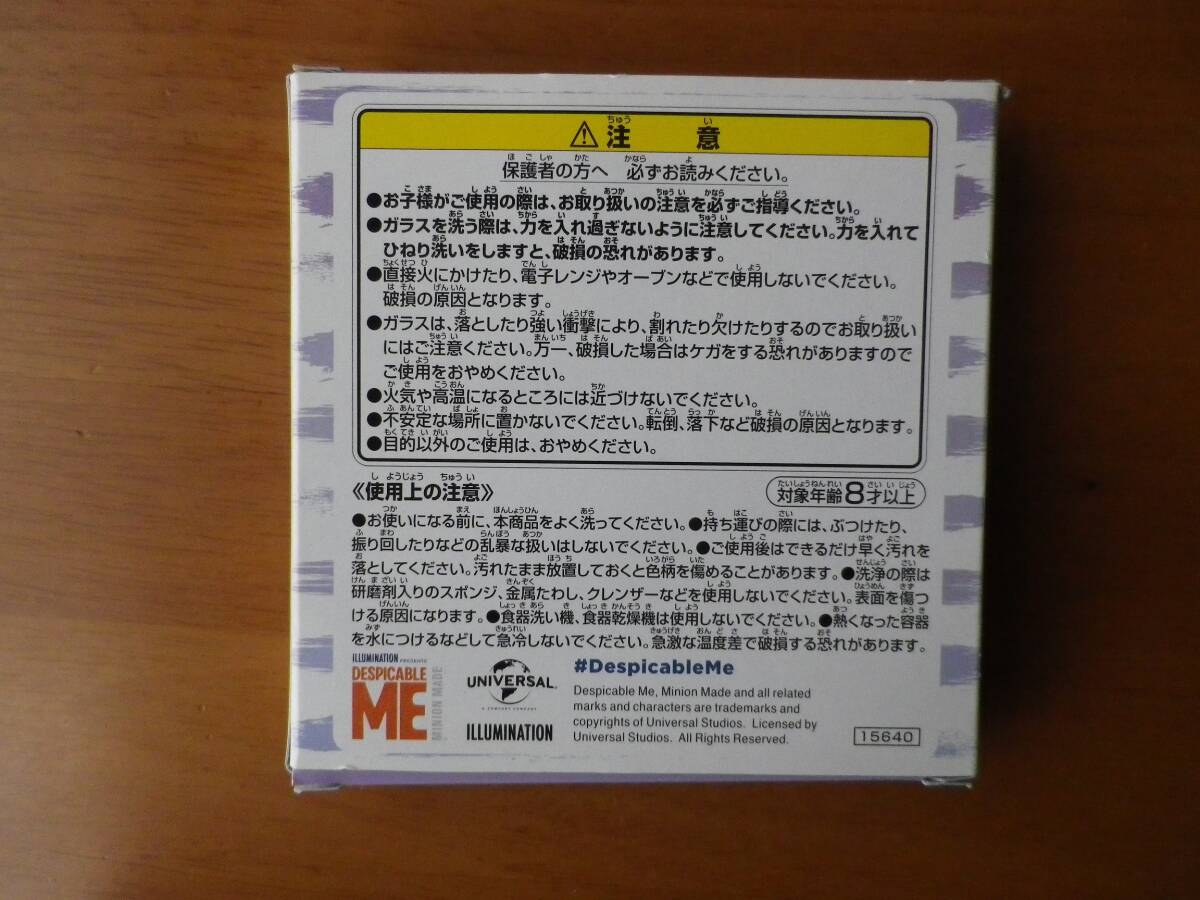 ⚠注意
保護者の方へ 必ずお読みください。
●お子様がご使用の際は、お取り扱いの注意を必ずご指導ください。
●ガラスを洗う際は、力を入れ過ぎないように注意してください。力を入れて
ひねり洗いをしますと、破損の恐れがあります。
●直接火にかけたり、電子レンジやオーブンなどで使用しないでください。
破損の原因となります。
●ガラスは、落としたり強い衝撃により、割れたり欠けたりするのでお取り扱い
にはご注意ください。万一、破損した場合はケガをする恐れがありますので
ご使用をおやめください。
●火気や高温になるところには近づけないでください。
●不安定な場所に置かないでください。転倒、落下など破損の原因となります。
●目的以外のご使用は、おやめください。
《使用上の注意》
対象年齢8才以上
●お使いになる前に、本商品をよく洗ってください。●持ち運びの際には、ぶつけたり、
振り回したりなどの乱暴な扱いはしないでください。●ご使用後はできるだけ早く汚れを
落としてください。汚れたまま放置しておくと色柄を傷めることがあります。●洗浄の際は
研磨剤入りのスポンジ、金属たわし、クレンザーなどを使用しないでください。表面を傷つ
ける原因になります。●食器洗い機、食器乾燥機は使用しないでください。●熱くなった容器
を水につけるなどして急冷しないでください。急激な温度差で破損する恐れがあります。
ILLUMINATION PRESENTS
DESPICABLE
ME
MINION MADE
UNIVERSAL
A COMCAST COMPANY
ILLUMINATION
#DespicableMe
Despicable Me, Minion Made and all related
marks and characters are trademarks and
copyrights of Universal Studios. Licensed by
Universal Studios. All Rights Reserved.
15640